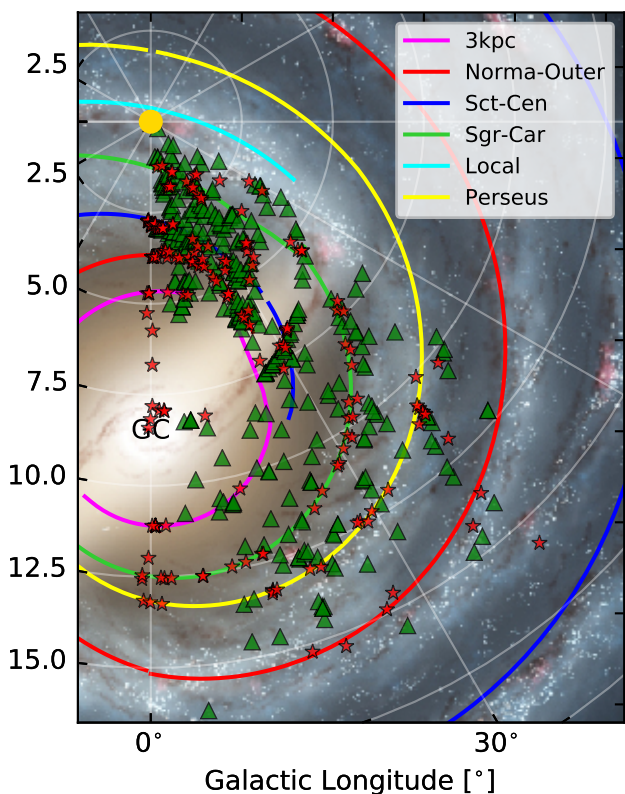 3kpc
Norma-Outer
Sct-Cen
Sgr-Car
Local
Perseus
2.5
2.5
5.0
7.5
GC
10.0
12.5
15.0
0°
30°
Galactic Longitude [°]